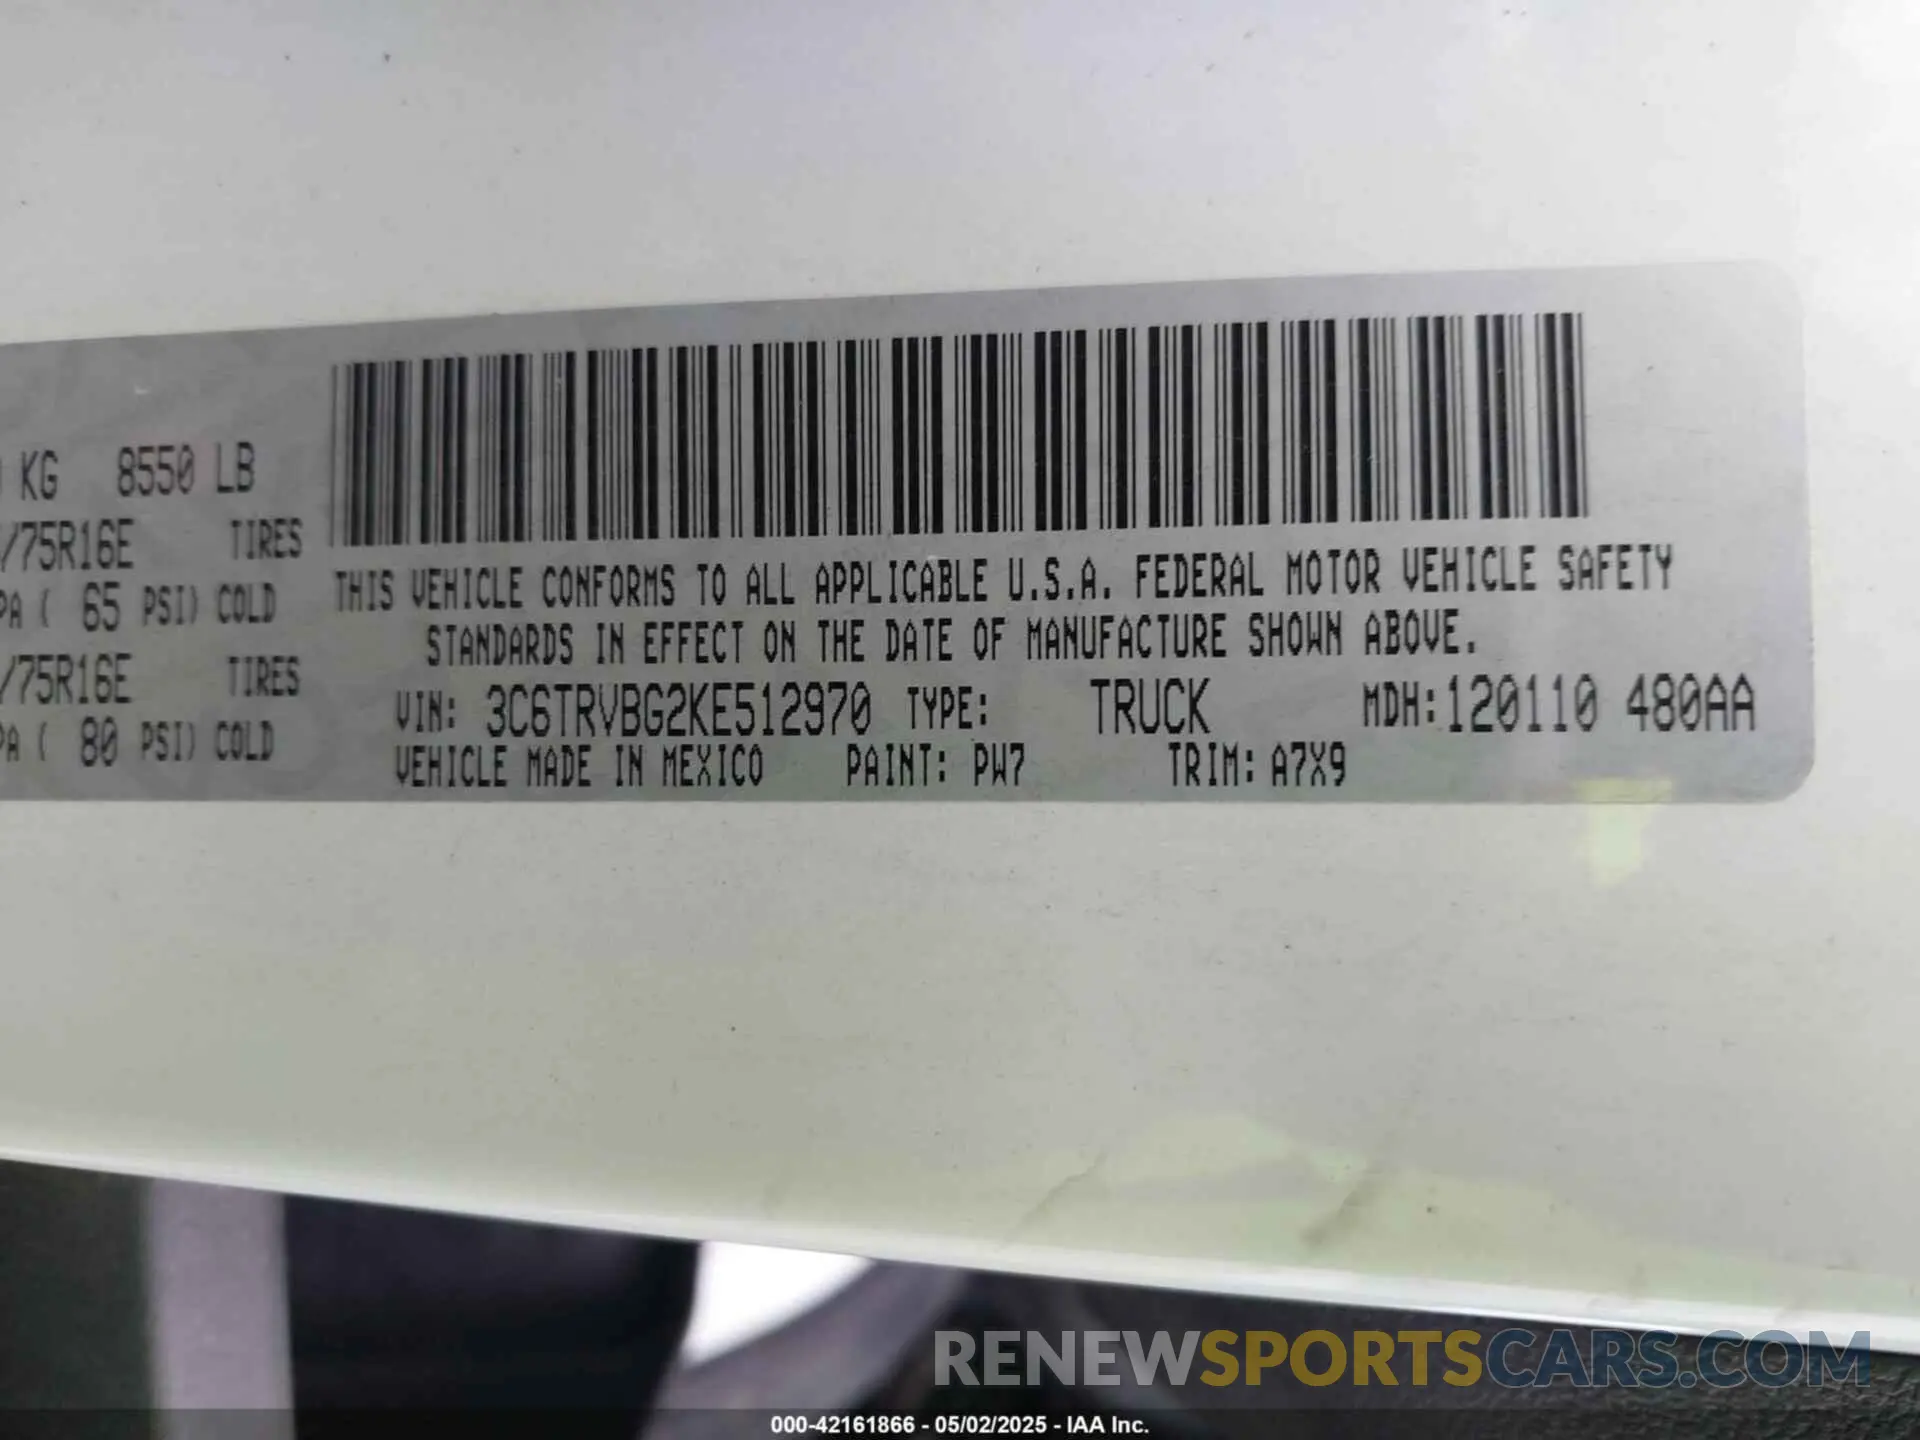 KG 8550 LB
/75R16E TIRES
PA ( 65 PSI) COLD
/75R16E TIRES
PA ( 80 PSI) COLD
THIS VEHICLE CONFORMS TO ALL APPLICABLE U.S.A. FEDERAL MOTOR VEHICLE SAFETY
STANDARDS IN EFFECT ON THE DATE OF MANUFACTURE SHOWN ABOVE.
VIN: 3C6TRVBG2KE512970 TYPE: TRUCK MDH:120110 480AA
VEHICLE MADE IN MEXICO PAINT: PW7 TRIM: A7X9
RENEWSPORTSCARS.COM
000-42161866 - 05/02/2025 - IAA Inc.